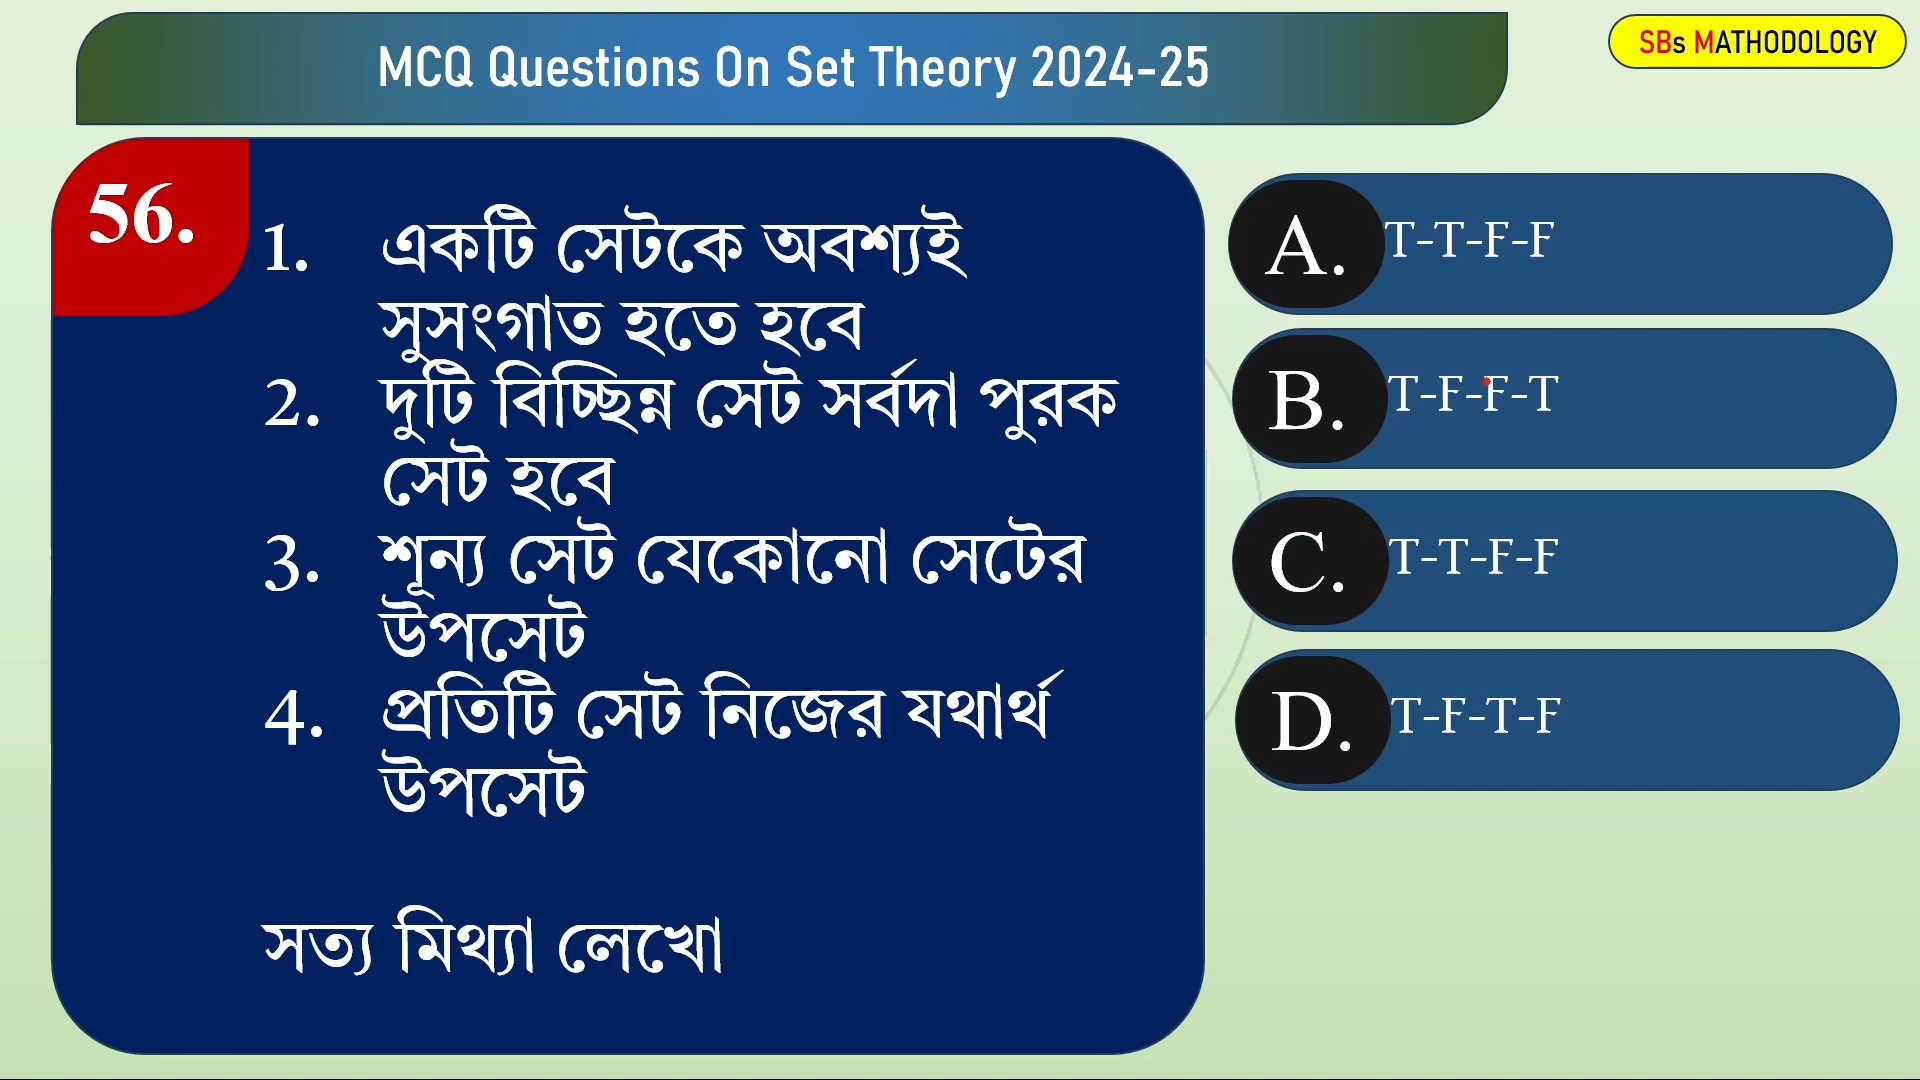 MCQ Questions On Set Theory 2024-25
SBs MATHODOLOGY
56.
1. একটি সেটকে অবশ্যই
সুসংগাত হতে হবে
2. দুটি বিচ্ছিন্ন সেট সর্বদা পুরক
সেট হবে
3. শূন্য সেট যেকোনো সেটের
উপসেট
4. প্রতিটি সেট নিজের যথার্থ
উপসেট
সত্য মিথ্যা লেখো
A. T-T-F-F
B. T-F-F-T
C. T-T-F-F
D. T-F-T-F